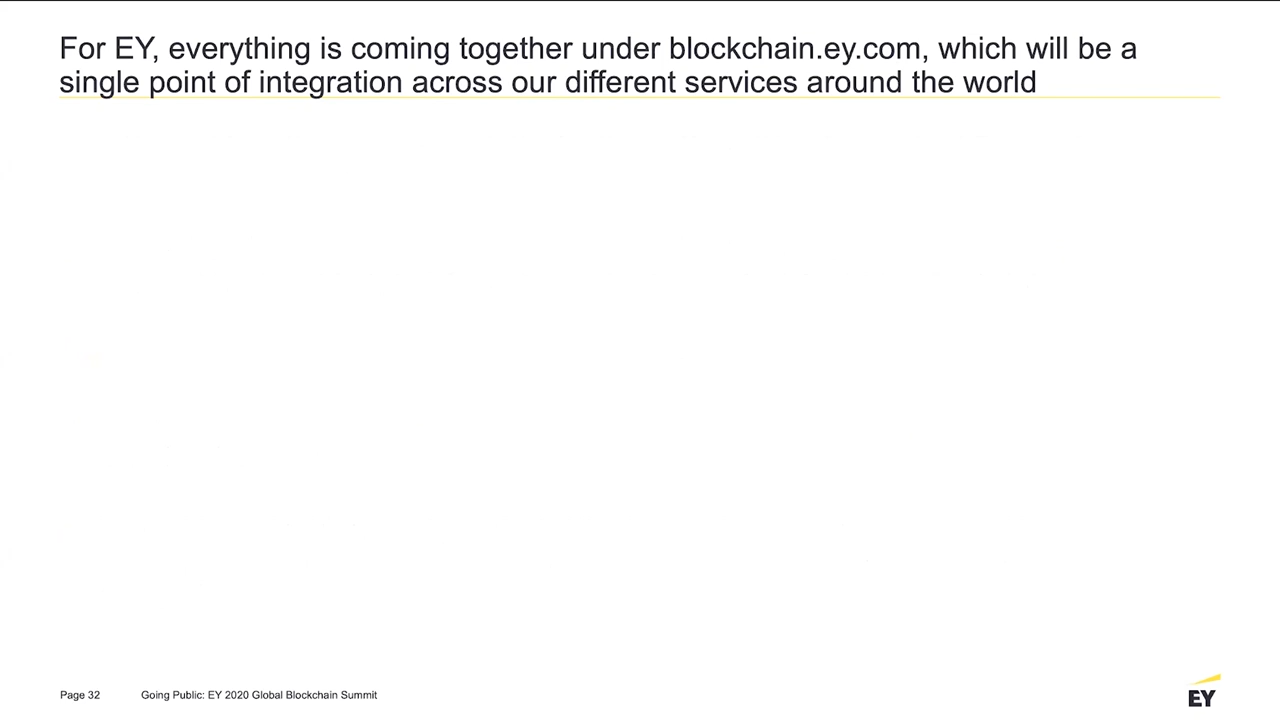 For EY, everything is coming together under blockchain.ey.com, which will be a
single point of integration across our different services around the world
Page 32 Going Public: EY 2020 Global Blockchain Summit
EY